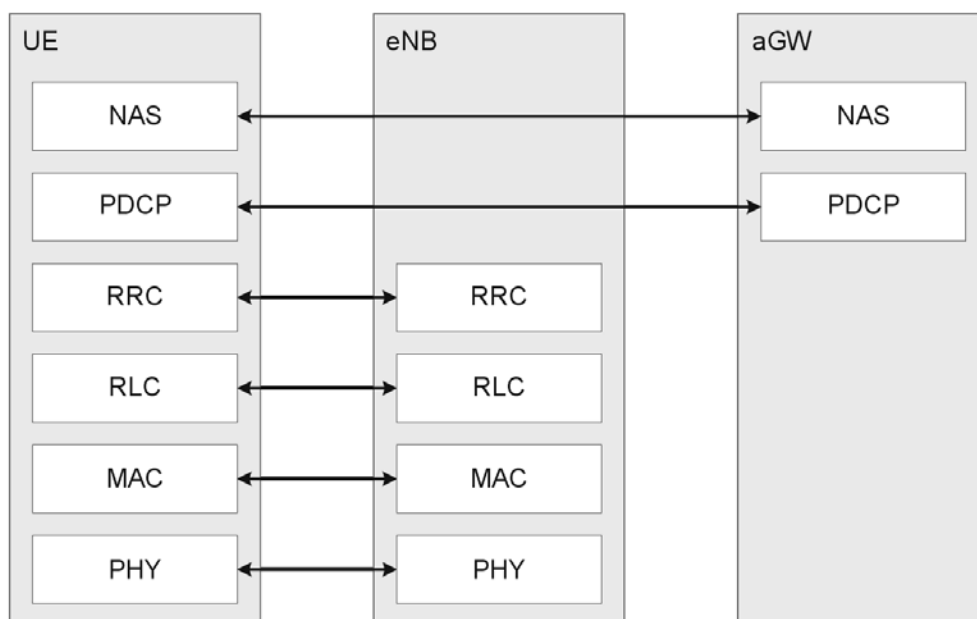 UE
eNB
aGW
NAS
NAS
PDCP
PDCP
RRC
RRC
RLC
RLC
MAC
MAC
PHY
PHY